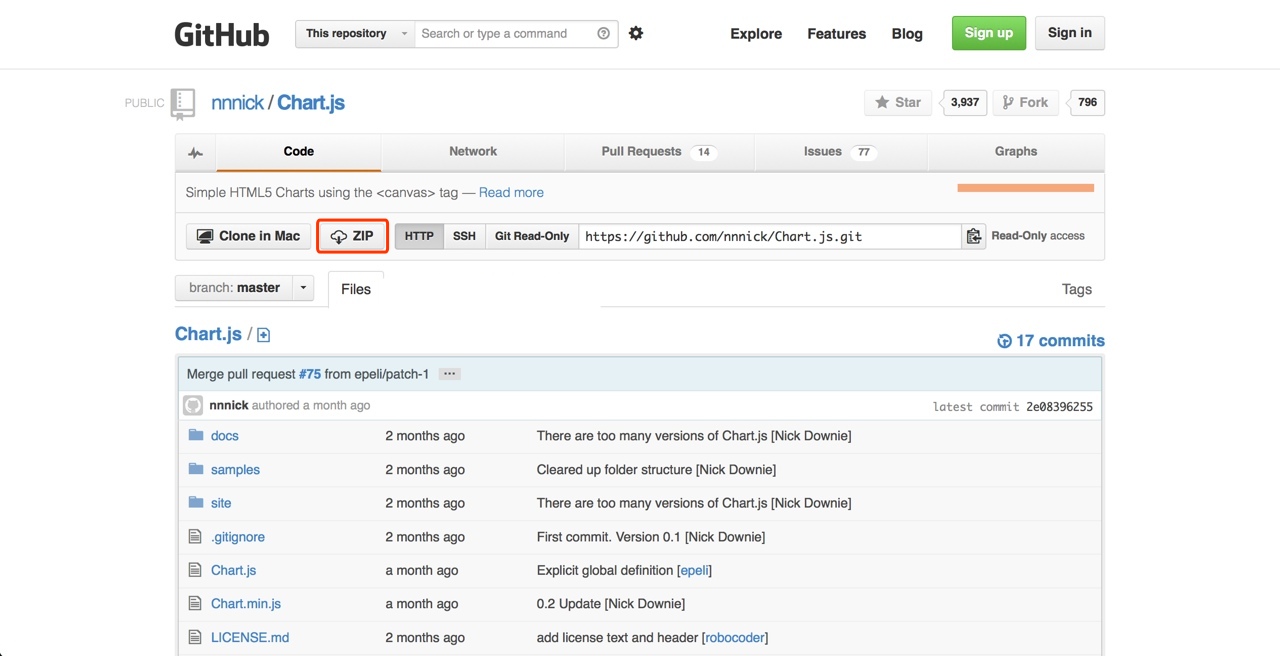 GitHub This repository Search or type a command Explore Features Blog Sign up Sign in
PUBLIC nnnick / Chart.js Star 3,937 Fork 796
Code Network Pull Requests 14 Issues 77 Graphs
Simple HTML5 Charts using the <canvas> tag — Read more
Clone in Mac ZIP HTTP SSH Git Read-Only https://github.com/nnnick/Chart.js.git Read-Only access
branch: master Files Tags
Chart.js / 17 commits
Merge pull request #75 from epeli/patch-1 ...
nnnick authored a month ago latest commit 2e08396255
docs 2 months ago There are too many versions of Chart.js [Nick Downie]
samples 2 months ago Cleared up folder structure [Nick Downie]
site 2 months ago There are too many versions of Chart.js [Nick Downie]
.gitignore 2 months ago First commit. Version 0.1 [Nick Downie]
Chart.js a month ago Explicit global definition [epeli]
Chart.min.js a month ago 0.2 Update [Nick Downie]
LICENSE.md 2 months ago add license text and header [robocoder]